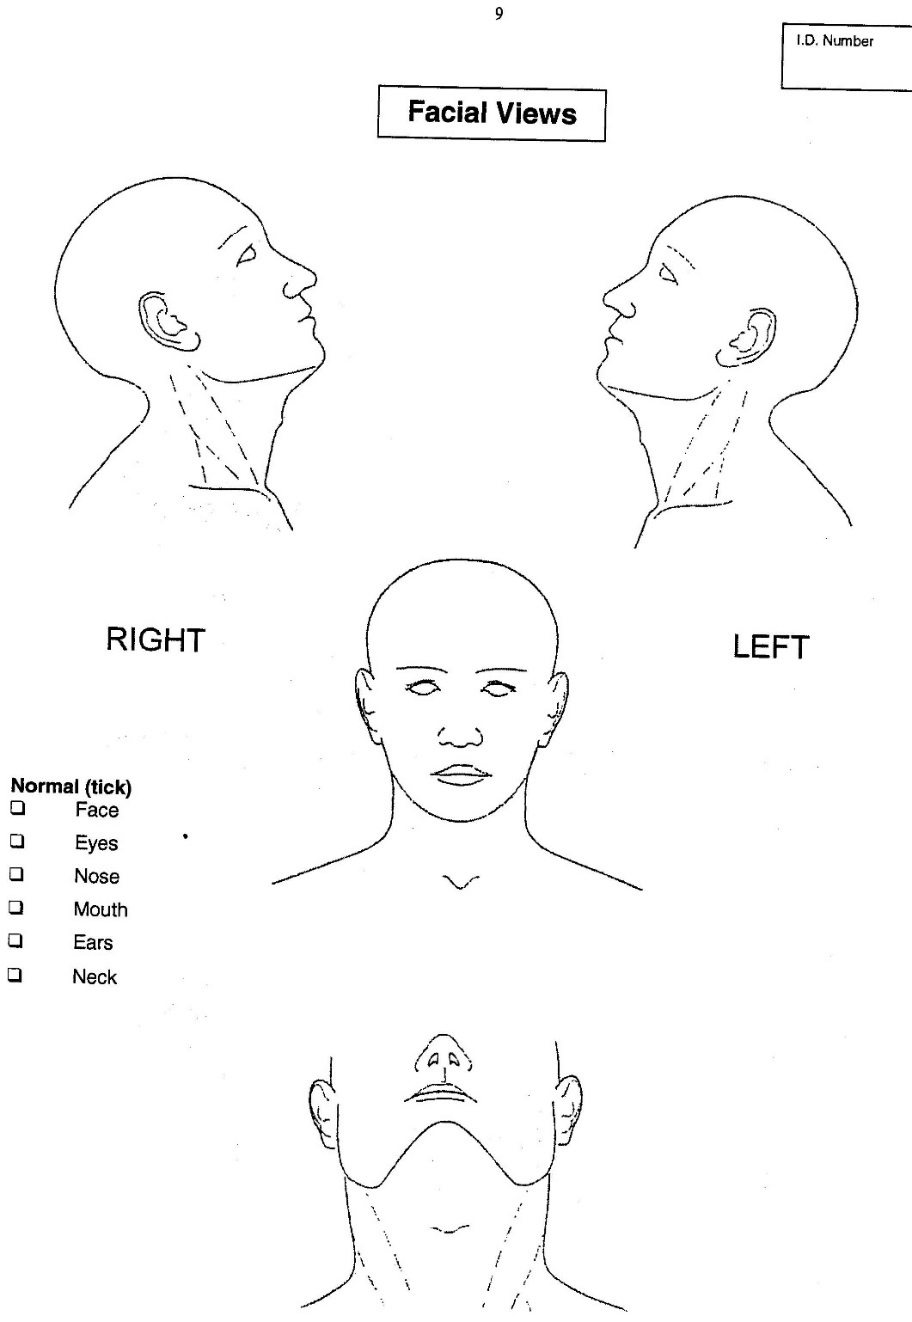 9
I.D. Number
Facial Views
RIGHT
LEFT
Normal (tick)
Face
Eyes
Nose
Mouth
Ears
Neck